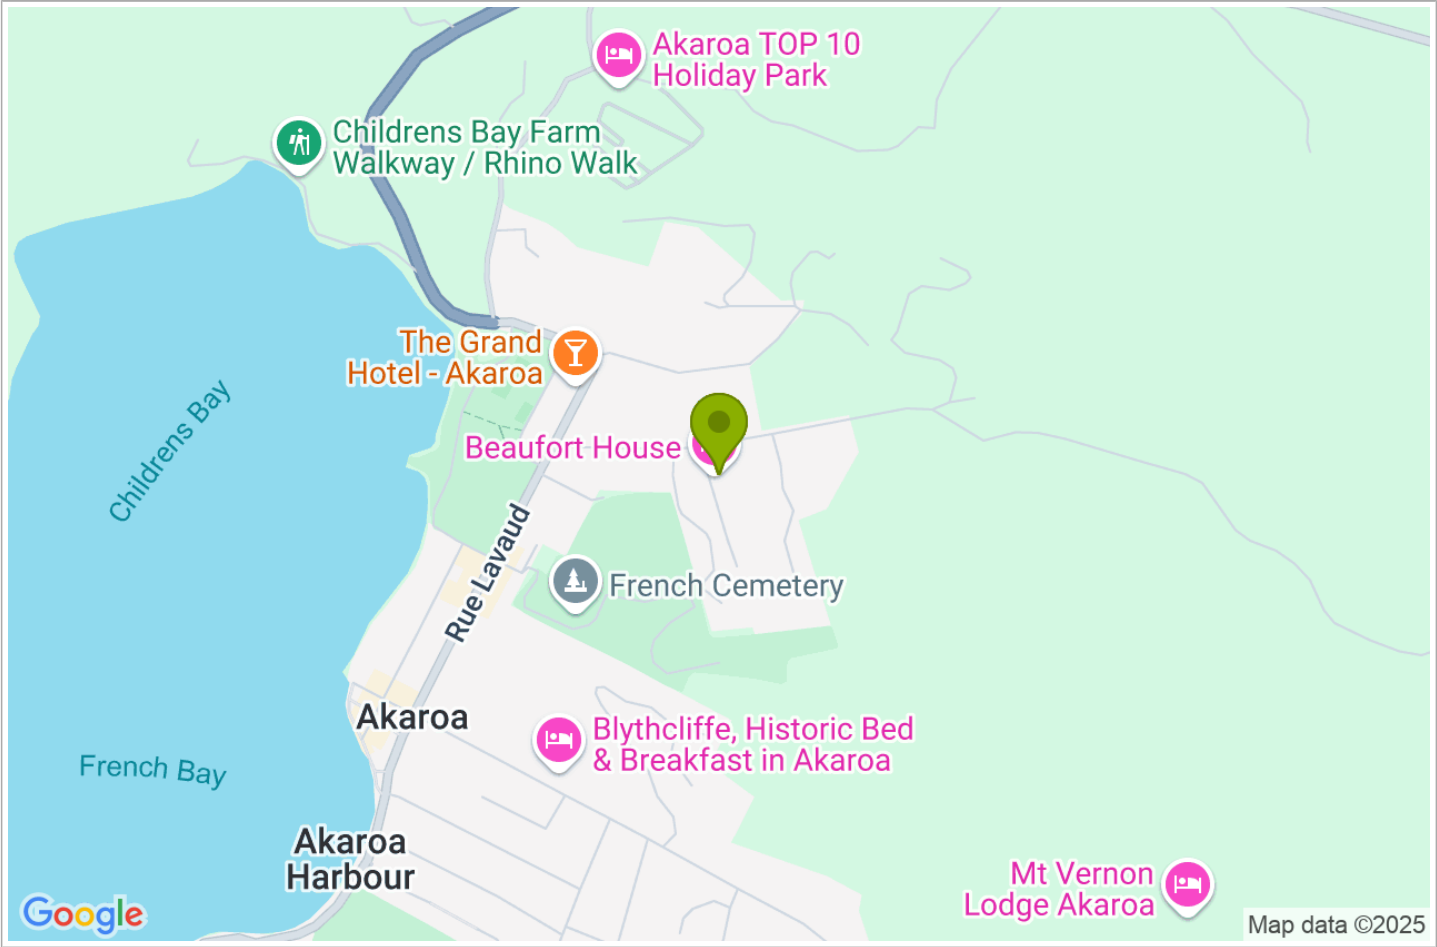 Akaroa TOP 10
Holiday Park
Childrens Bay Farm
Walkway / Rhino Walk
The Grand
Hotel - Akaroa
Childrens Bay
Beaufort House
Rue Lavaud
French Cemetery
Akaroa
Blythcliffe, Historic Bed
& Breakfast in Akaroa
French Bay
Akaroa
Harbour
Mt Vernon
Lodge Akaroa
Google
Map data ©2025